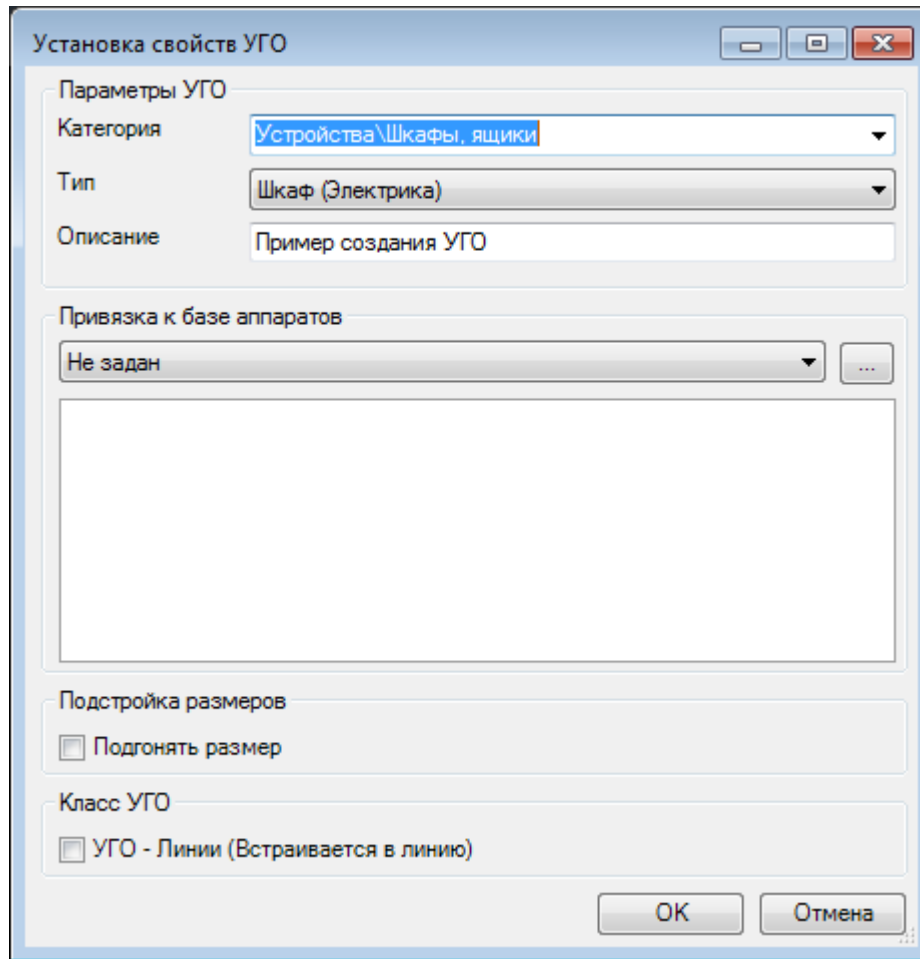 Установка свойств УГО
Параметры УГО
Категория
Устройства\Шкафы, ящики
Тип
Шкаф (Электрика)
Описание
Пример создания УГО
Привязка к базе аппаратов
Не задан
...
Подстройка размеров
Подгонять размер
Класс УГО
УГО - Линии (Встраивается в линию)
OK
Отмена